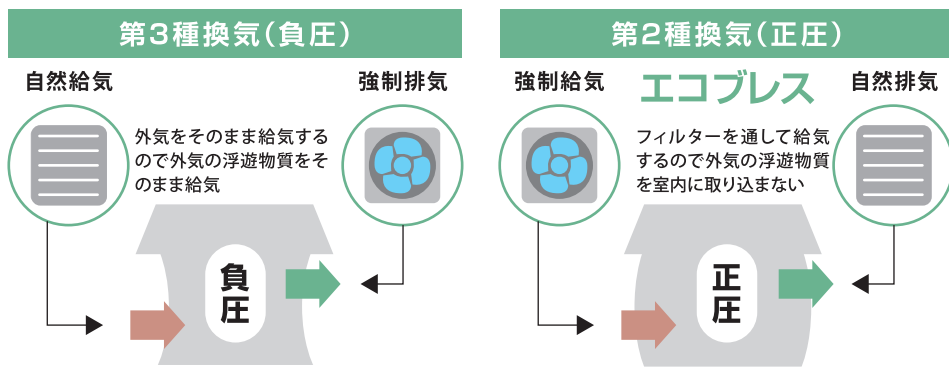 第3種換気(負圧)
自然給気
強制排気
外気をそのまま給気する
ので外気の浮遊物質をそ
のまま給気
負
圧
第2種換気(正圧)
強制給気
エコブレス
自然排気
フィルターを通して給気
するので外気の浮遊物質
を室内に取り込まない
正
圧